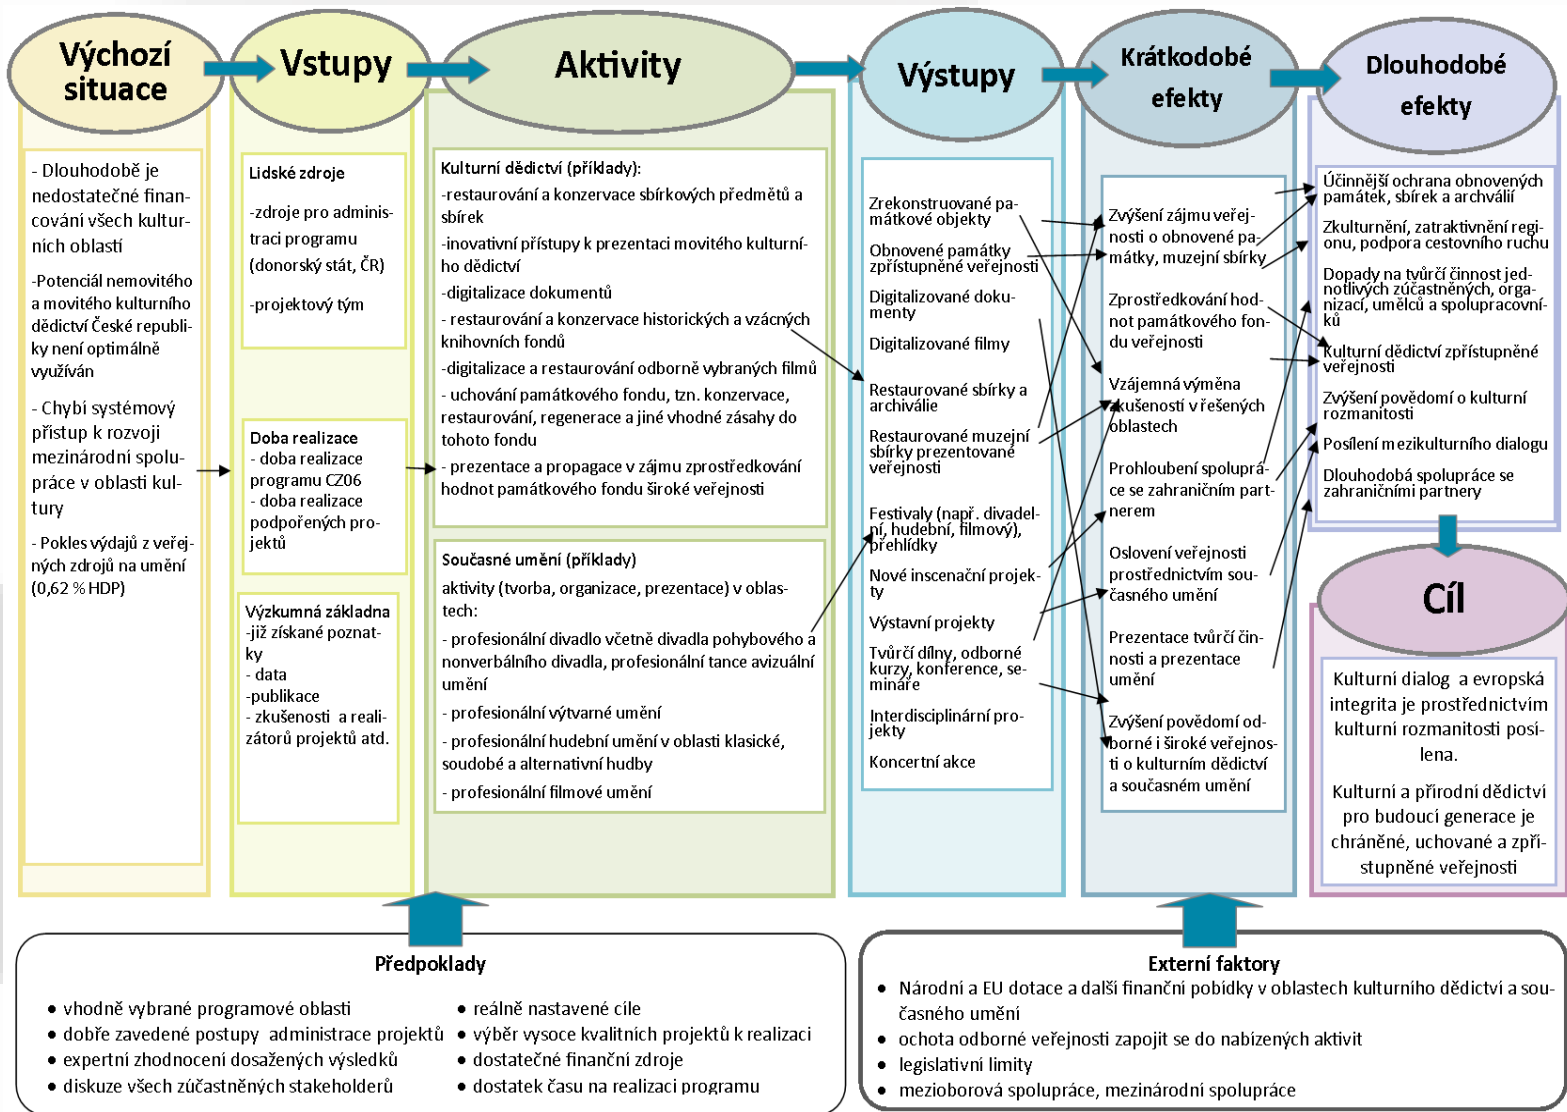 Výchozí
situace
- Dlouhodobě je
nedostatečné finan-
cování všech kultur-
ních oblastí
-Potenciál nemovitého
a movitého kulturního
dědictví České republi-
ky není optimálně
využíván
- Chybí systémový
přístup k rozvoji
mezinárodní spolu-
práce v oblasti kul-
tury
- Pokles výdajů z veřej-
ných zdrojů na umění
(0,62 % HDP)
Vstupy
Lidské zdroje
-zdroje pro adminis-
traci programu
(donorský stát, ČR)
-projektový tým
Doba realizace
- doba realizace
programu CZ06
- doba realizace
podpořených pro-
jektů
Výzkumná základna
-již získané poznat-
ky
- data
-publikace
- zkušenosti a reali-
zátorů projektů atd.
Aktivity
Kulturní dědictví (příklady):
-restaurování a konzervace sbírkových předmětů a
sbírek
-inovativní přístupy k prezentaci movitého kulturní-
ho dědictví
-digitalizace dokumentů
- restaurování a konzervace historických a vzácných
knihovních fondů
-digitalizace a restaurování odborně vybraných filmů
- uchování památkového fondu, tzn. konzervace,
restaurování, regenerace a jiné vhodné zásahy do
tohoto fondu
- prezentace a propagace v zájmu zprostředkování
hodnot památkového fondu široké veřejnosti
Současné umění (příklady)
aktivity (tvorba, organizace, prezentace) v oblas-
tech:
- profesionální divadlo včetně divadla pohybového a
nonverbálního divadla, profesionální tance avizuální
umění
- profesionální výtvarné umění
- profesionální hudební umění v oblasti klasické,
soudobé a alternativní hudby
- profesionální filmové umění
Výstupy
Zrekonstruované pa-
mátkové objekty
Obnovené památky
zpřístupněné veřejnosti
Digitalizované doku-
menty
Digitalizované filmy
Restaurované sbírky a
archiválie
Restaurované muzejní
sbírky prezentované
veřejnosti
Festivaly (např. divadel-
ní, hudební, filmový),
přehlídky
Nové inscenační projek-
ty
Výstavní projekty
Tvůrčí dílny, odborné
kurzy, konference, se-
mináře
Interdisciplinární pro-
jekty
Koncertní akce
Krátkodobé
efekty
Zvýšení zájmu veřej-
nosti o obnovené pa-
mátky, muzejní sbírky
Zprostředkování hod-
not památkového fon-
du veřejnosti
Vzájemná výměna
zkušeností v řešených
oblastech
Prohloubení spoluprá-
ce se zahraničním part-
nerem
Oslovení veřejnosti
prostřednictvím sou-
časného umění
Prezentace tvůrčí čin-
nosti a prezentace
umění
Zvýšení povědomí od-
borné i široké veřejnos-
ti o kulturním dědictví
a současném umění
Dlouhodobé
efekty
Účinnější ochrana obnovených
památek, sbírek a archiválií
Zkulturnění, zatraktivnění regi-
onu, podpora cestovního ruchu
Dopady na tvůrčí činnost jed-
notlivých zúčastněných, orga-
nizací, umělců a spolupracovní-
ků
Kulturní dědictví zpřístupněné
veřejnosti
Zvýšení povědomí o kulturní
rozmanitosti
Posílení mezikulturního dialogu
Dlouhodobá spolupráce se
zahraničními partnery
Cíl
Kulturní dialog a evropská
integrita je prostřednictvím
kulturní rozmanitosti posí-
lena.
Kulturní a přírodní dědictví
pro budoucí generace je
chráněné, uchované a zpří-
stupněné veřejnosti
Předpoklady
• vhodně vybrané programové oblasti
• dobře zavedené postupy administrace projektů
• expertní zhodnocení dosažených výsledků
• diskuze všech zúčastněných stakeholderů
• reálně nastavené cíle
• výběr vysoce kvalitních projektů k realizaci
• dostatečné finanční zdroje
• dostatek času na realizaci programu
Externí faktory
• Národní a EU dotace a další finanční pobídky v oblastech kulturního dědictví a sou-
časného umění
• ochota odborné veřejnosti zapojit se do nabízených aktivit
• legislativní limity
• mezioborová spolupráce, mezinárodní spolupráce